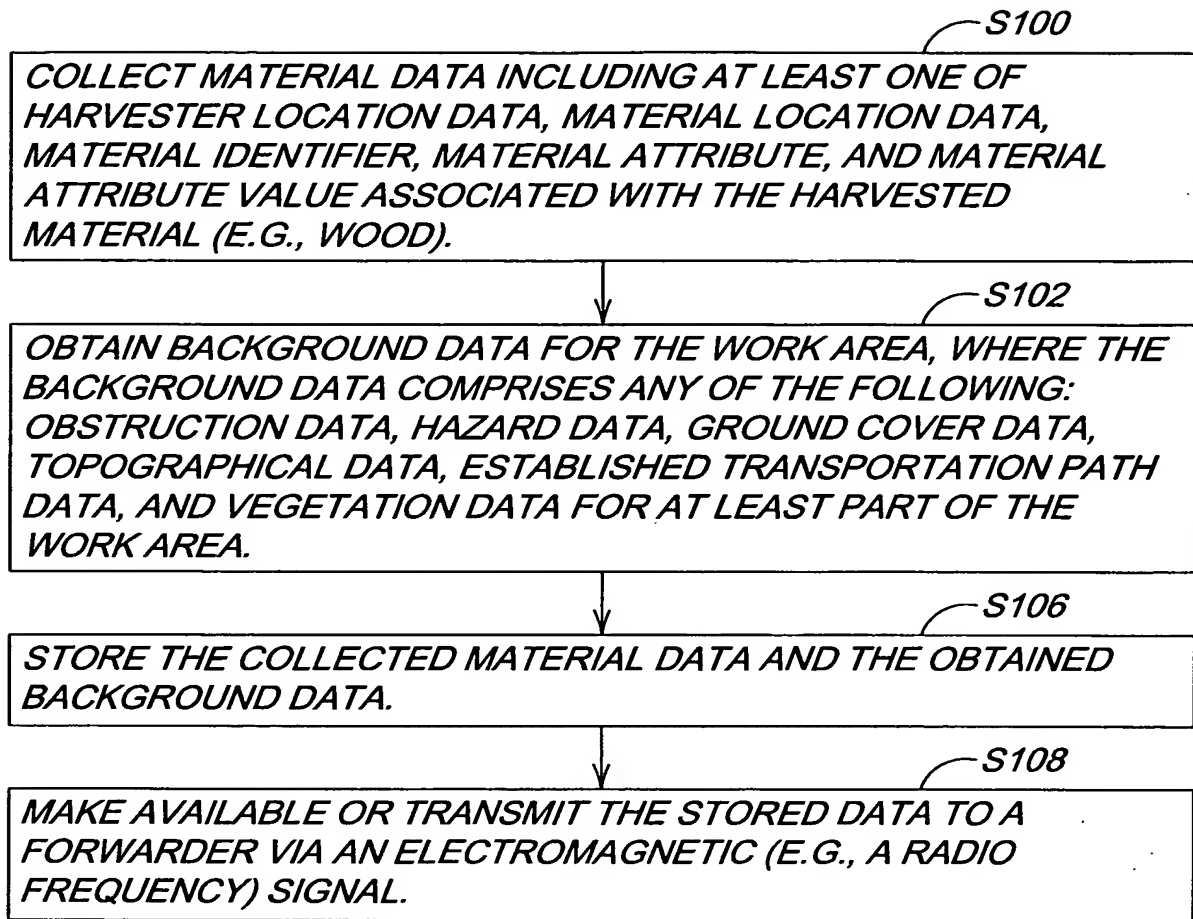 S100
COLLECT MATERIAL DATA INCLUDING AT LEAST ONE OF
HARVESTER LOCATION DATA, MATERIAL LOCATION DATA,
MATERIAL IDENTIFIER, MATERIAL ATTRIBUTE, AND MATERIAL
ATTRIBUTE VALUE ASSOCIATED WITH THE HARVESTED
MATERIAL (E.G., WOOD).
S102
OBTAIN BACKGROUND DATA FOR THE WORK AREA, WHERE THE
BACKGROUND DATA COMPRISES ANY OF THE FOLLOWING:
OBSTRUCTION DATA, HAZARD DATA, GROUND COVER DATA,
TOPOGRAPHICAL DATA, ESTABLISHED TRANSPORTATION PATH
DATA, AND VEGETATION DATA FOR AT LEAST PART OF THE
WORK AREA.
S106
STORE THE COLLECTED MATERIAL DATA AND THE OBTAINED
BACKGROUND DATA.
S108
MAKE AVAILABLE OR TRANSMIT THE STORED DATA TO A
FORWARDER VIA AN ELECTROMAGNETIC (E.G., A RADIO
FREQUENCY) SIGNAL.